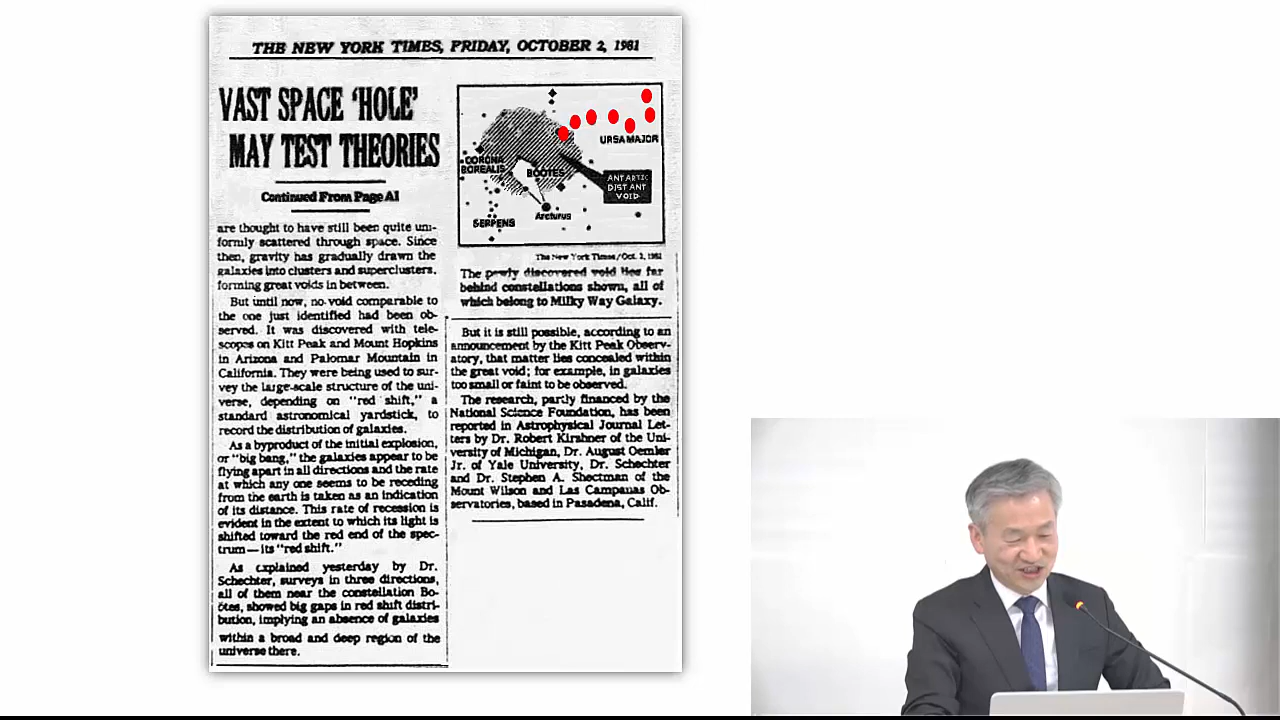 THE NEW YORK TIMES, FRIDAY, OCTOBER 2, 1981
VAST SPACE 'HOLE'
MAY TEST THEORIES
Continued From Page A1
are thought to have still been quite uni-
formly scattered through space. Since
then, gravity has gradually drawn the
galaxies into clusters and superclusters,
forming great voids in between.
But until now, no void comparable to
the one just identified had been ob-
served. It was discovered with tele-
scopes on Kitt Peak and Mount Hopkins
in Arizona and Palomar Mountain in
California. They were being used to sur-
vey the large-scale structure of the uni-
verse, depending on "red shift," a
standard astronomical yardstick, to
record the distribution of galaxies.
As a byproduct of the initial explosion,
or "big bang," the galaxies appear to be
flying apart in all directions and the rate
at which any one seems to be receding
from the earth is taken as an indication
of its distance. This rate of recession is
evident in the extent to which its light is
shifted toward the red end of the spec-
trum — its "red shift."
As explained yesterday by Dr.
Schechter, surveys in three directions,
all of them near the constellation Bo-
ötes, showed big gaps in red shift distri-
bution, implying an absence of galaxies
within a broad and deep region of the
universe there.
URSA MAJOR
CORONA
BOREALIS
BOOTES
ANTARTIC
DISTANT
VOID
SERPENS
Arcturus
The New York Times/Oct. 2, 1981
The newly discovered void lies far
behind constellations shown, all of
which belong to Milky Way Galaxy.
But it is still possible, according to an
announcement by the Kitt Peak Observ-
atory, that matter lies concealed within
the great void; for example, in galaxies
too small or faint to be observed.
The research, partly financed by the
National Science Foundation, has been
reported in Astrophysical Journal Let-
ters by Dr. Robert Kirshner of the Uni-
versity of Michigan, Dr. August Oemler
Jr. of Yale University, Dr. Schechter
and Dr. Stephen A. Shectman of the
Mount Wilson and Las Campanas Ob-
servatories, based in Pasadena, Calif.